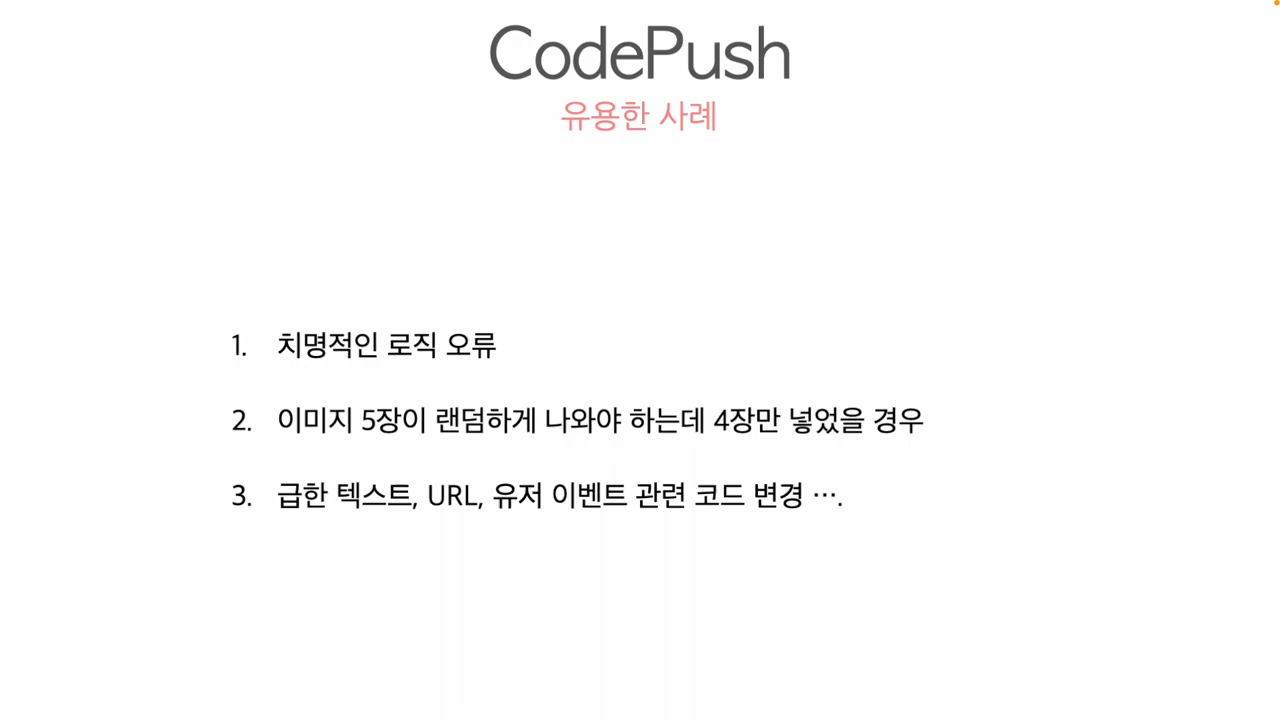 CodePush
유용한 사례
1. 치명적인 로직 오류
2. 이미지 5장이 랜덤하게 나와야 하는데 4장만 넣었을 경우
3. 급한 텍스트, URL, 유저 이벤트 관련 코드 변경 ….